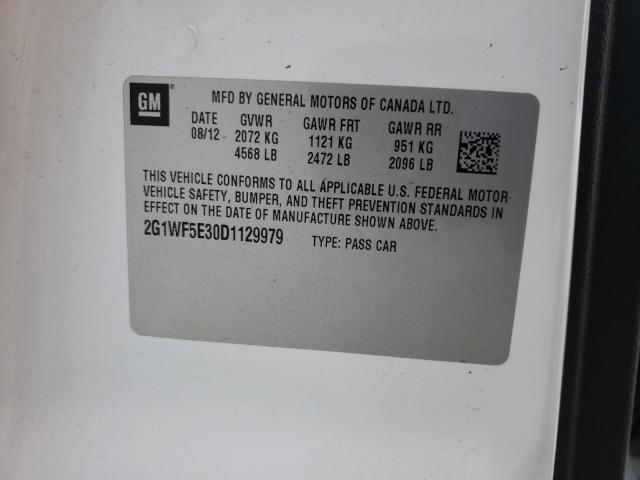 GM
MFD BY GENERAL MOTORS OF CANADA LTD.
DATE GVWR GAWR FRT GAWR RR
08/12 2072 KG 1121 KG 951 KG
4568 LB 2472 LB 2096 LB
THIS VEHICLE CONFORMS TO ALL APPLICABLE U.S. FEDERAL MOTOR
VEHICLE SAFETY, BUMPER, AND THEFT PREVENTION STANDARDS IN
EFFECT ON THE DATE OF MANUFACTURE SHOWN ABOVE.
2G1WF5E30D1129979 TYPE: PASS CAR